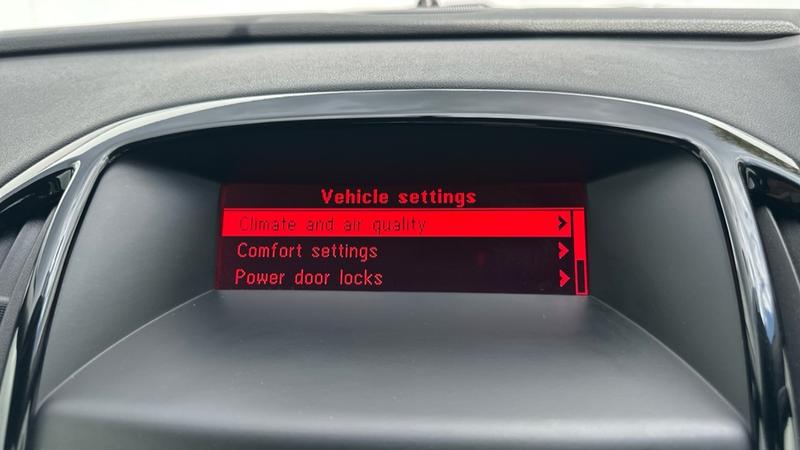 Vehicle settings
Climate and air quality
Comfort settings
Power door locks